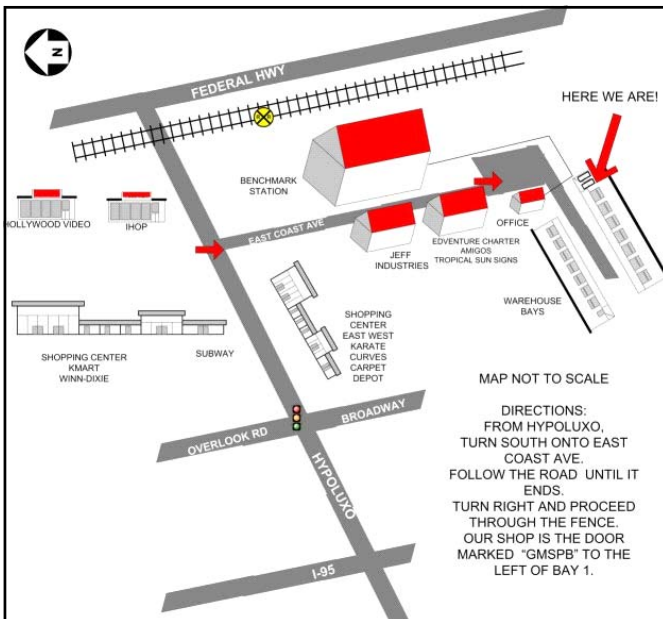 N
FEDERAL HWY
HERE WE ARE!
BENCHMARK
STATION
HOLLYWOOD VIDEO
IHOP
EAST COAST AVE
OFFICE
JEFF
INDUSTRIES
EDVENTURE CHARTER
AMIGOS
TROPICAL SUN SIGNS
WAREHOUSE
BAYS
SHOPPING
CENTER
EAST WEST
KARATE
CURVES
CARPET
DEPOT
SHOPPING CENTER
KMART
WINN-DIXIE
SUBWAY
OVERLOOK RD
BROADWAY
HYPOLUXO
I-95
MAP NOT TO SCALE
DIRECTIONS:
FROM HYPOLUXO,
TURN SOUTH ONTO EAST
COAST AVE.
FOLLOW THE ROAD UNTIL IT
ENDS.
TURN RIGHT AND PROCEED
THROUGH THE FENCE.
OUR SHOP IS THE DOOR
MARKED "GMSPB" TO THE
LEFT OF BAY 1.